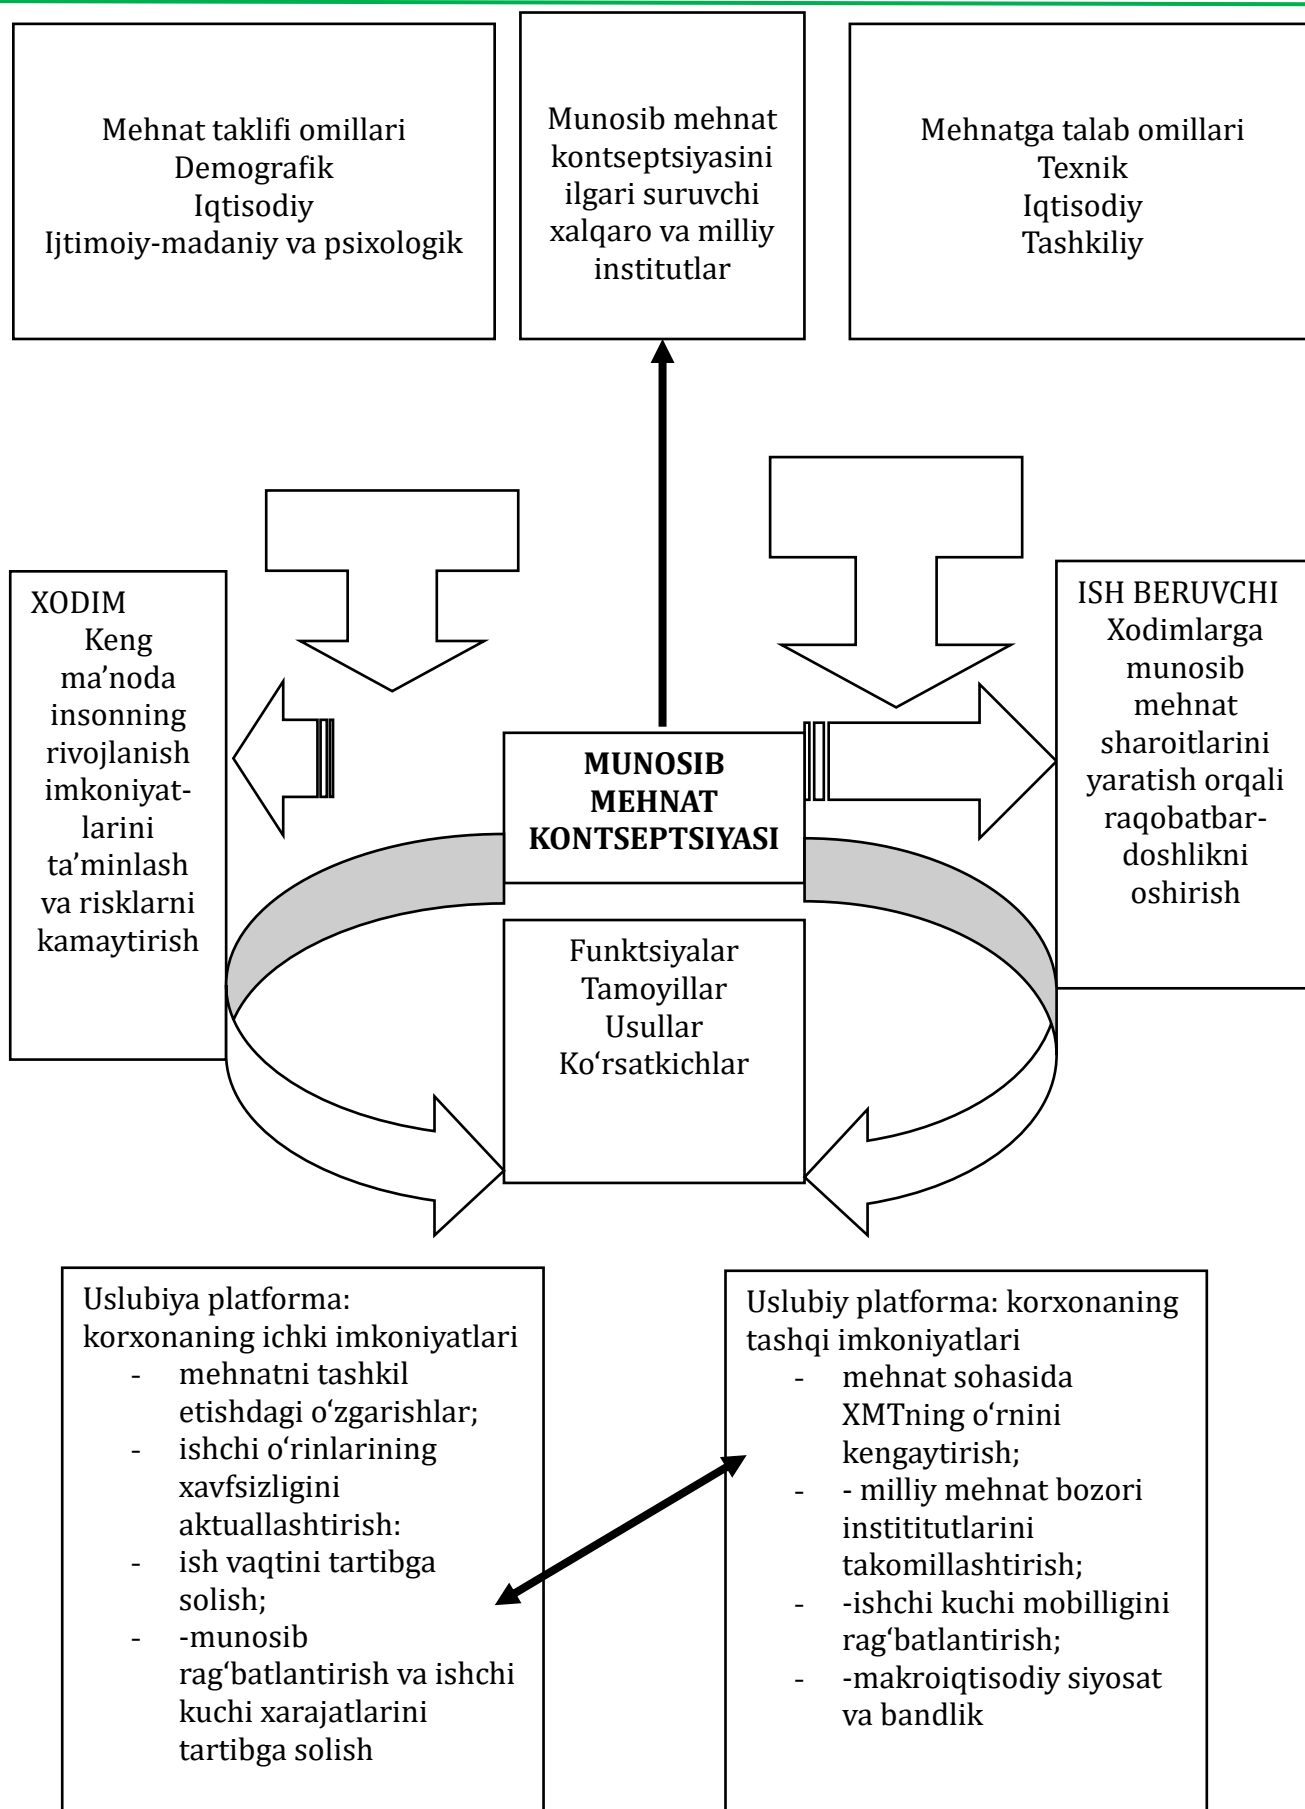 Mehnat taklifi omillari
Demografik
Iqtisodiy
Ijtimoiy-madaniy va psixologik
Munosib mehnat
kontseptsiyasini
ilgari suruvchi
xalqaro va milliy
institutlar
Mehnatga talab omillari
Texnik
Iqtisodiy
Tashkiliy
XODIM
Keng
ma’noda
insonning
rivojlanish
imkoniyat-
larini
ta’minlash
va risklarni
kamaytirish
MUNOSIB
MEHNAT
KONTSEPTSIYASI
ISH BERUVCHI
Xodimlarga
munosib
mehnat
sharoitlarini
yaratish orqali
raqobatbar-
doshlikni
oshirish
Funktsiyalar
Tamoyillar
Usullar
Ko‘rsatkichlar
Uslubiya platforma:
korxonaning ichki imkoniyatlari
- mehnatni tashkil
etishdagi o‘zgarishlar;
- ishchi o‘rinlarining
xavfsizligini
aktuallashtirish:
- ish vaqtini tartibga
solish;
- -munosib
rag‘batlantirish va ishchi
kuchi xarajatlarini
tartibga solish
Uslubiy platforma: korxonaning
tashqi imkoniyatlari
- mehnat sohasida
XMTning o‘rnini
kengaytirish;
- - milliy mehnat bozori
instititutlarini
takomillashtirish;
- -ishchi kuchi mobilligini
rag‘batlantirish;
- -makroiqtisodiy siyosat
va bandlik